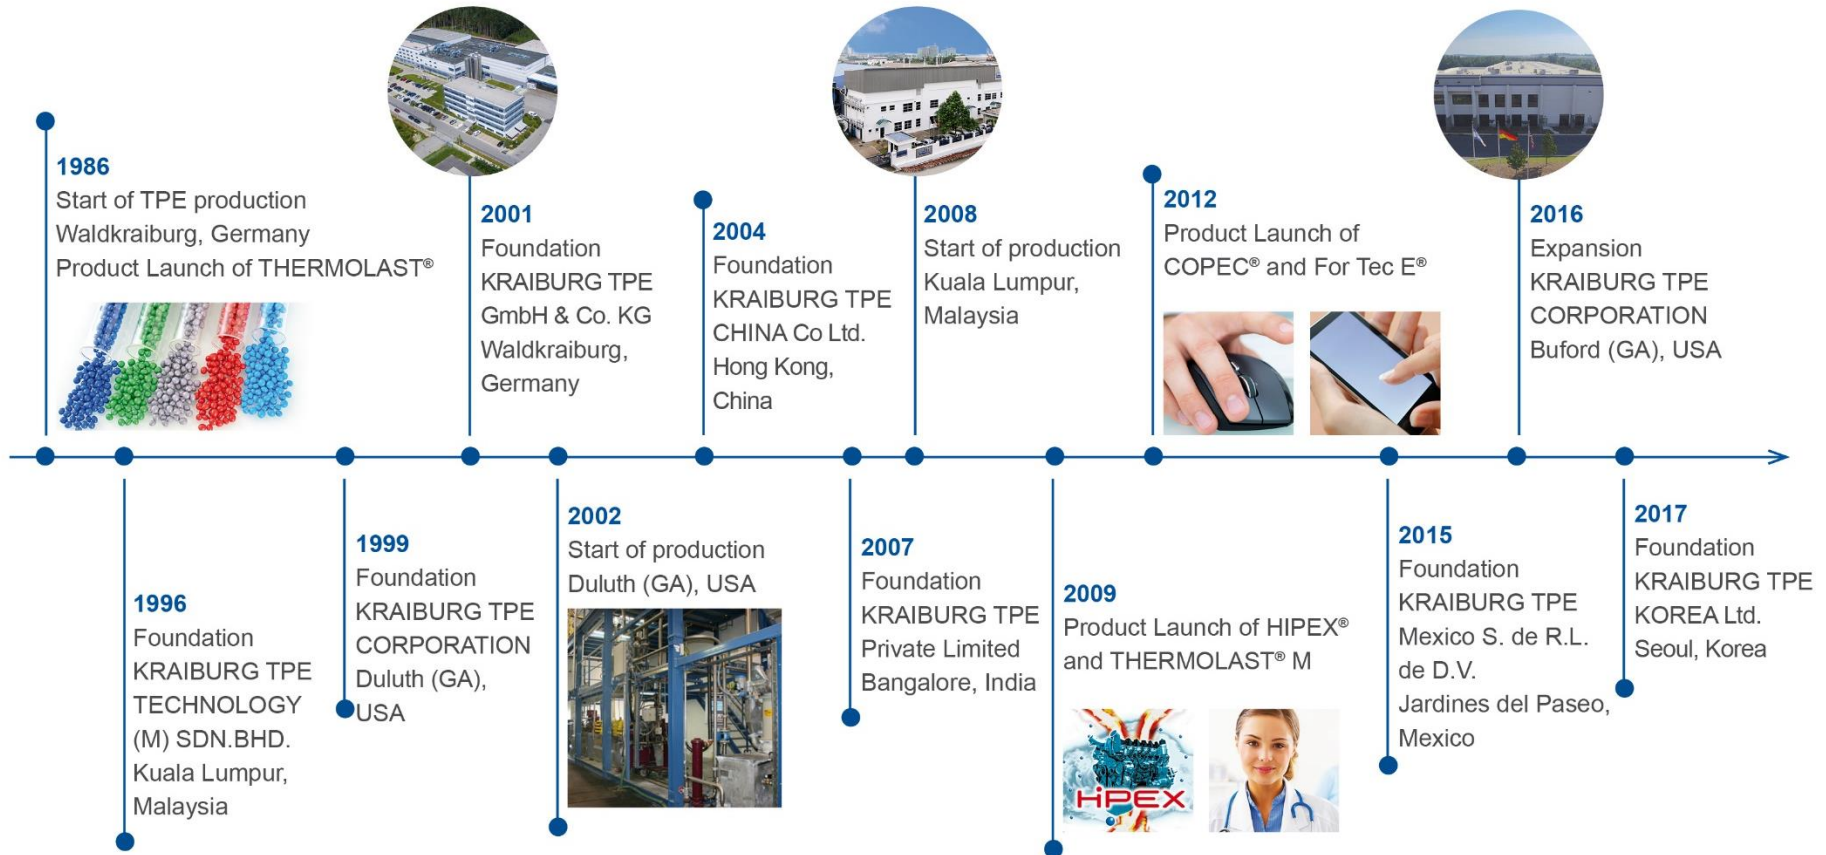 1986
Start of TPE production
Waldkraiburg, Germany
Product Launch of THERMOLAST®
1996
Foundation
KRAIBURG TPE
TECHNOLOGY
(M) SDN.BHD.
Kuala Lumpur,
Malaysia
1999
Foundation
KRAIBURG TPE
CORPORATION
Duluth (GA),
USA
2001
Foundation
KRAIBURG TPE
GmbH & Co. KG
Waldkraiburg,
Germany
2002
Start of production
Duluth (GA), USA
2004
Foundation
KRAIBURG TPE
CHINA Co Ltd.
Hong Kong,
China
2007
Foundation
KRAIBURG TPE
Private Limited
Bangalore, India
2008
Start of production
Kuala Lumpur,
Malaysia
2009
Product Launch of HIPEX®
and THERMOLAST® M
HiPEX
2012
Product Launch of
COPEC® and For Tec E®
2015
Foundation
KRAIBURG TPE
Mexico S. de R.L.
de D.V.
Jardines del Paseo,
Mexico
2016
Expansion
KRAIBURG TPE
CORPORATION
Buford (GA), USA
2017
Foundation
KRAIBURG TPE
KOREA Ltd.
Seoul, Korea